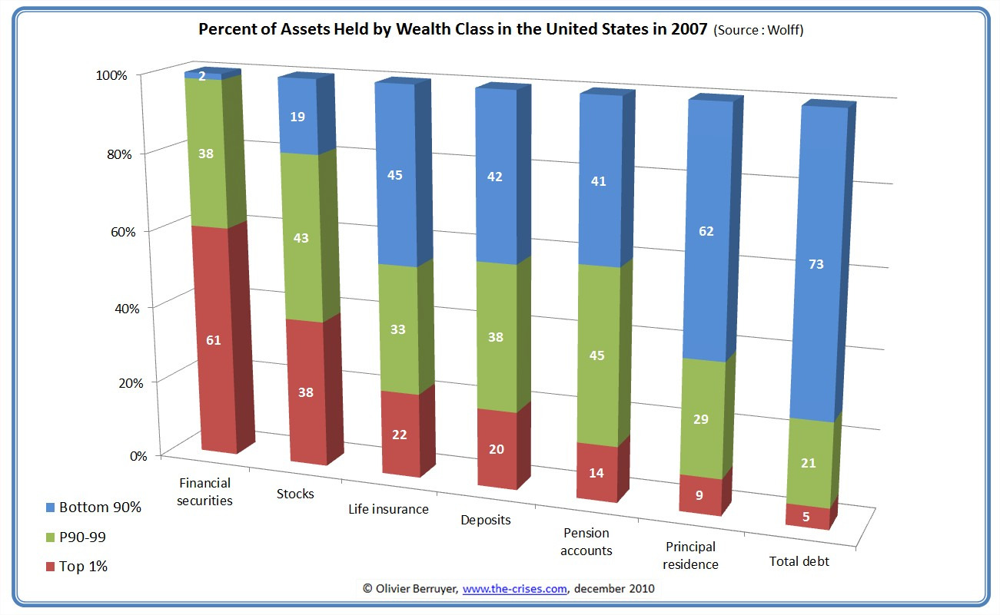 Percent of Assets Held by Wealth Class in the United States in 2007 (Source : Wolff)
100%
80%
60%
40%
20%
0%
2
38
61
19
43
38
45
33
22
42
38
20
41
45
14
62
29
9
73
21
5
Financial
securities
Stocks
Life insurance
Deposits
Pension
accounts
Principal
residence
Total debt
Bottom 90%
P90-99
Top 1%
© Olivier Berruyer, www.the-crises.com, december 2010